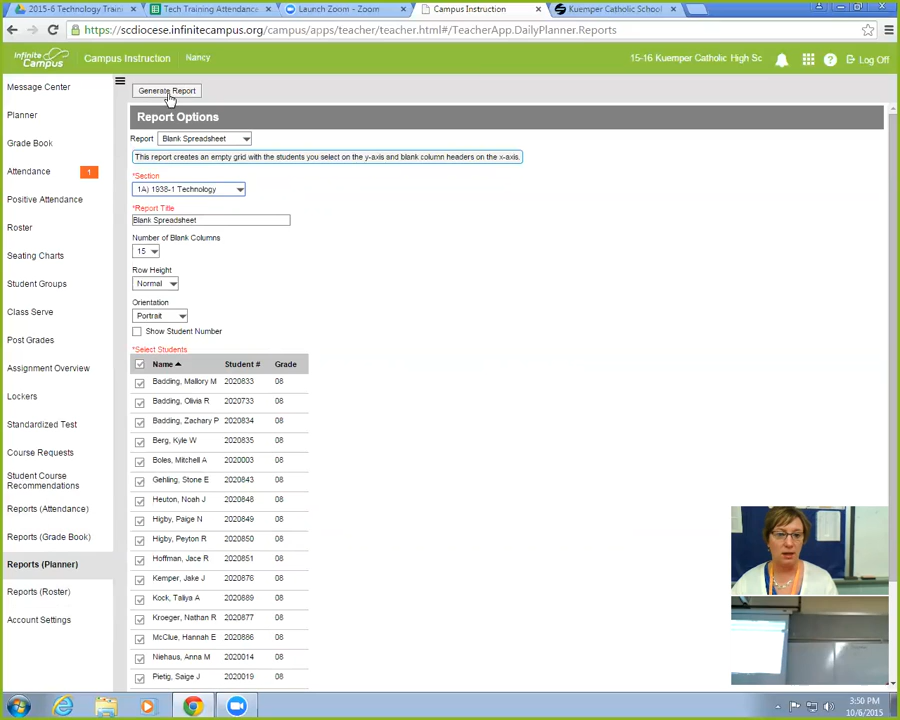 2015-6 Technology Traini
Tech Training Attendance
Launch Zoom - Zoom
Campus Instruction
Kuemper Catholic School
https://scdiocese.infinitecampus.org/campus/apps/teacher/teacher.html#/TeacherApp.DailyPlanner.Reports
Infinite Campus
Campus Instruction
Nancy
15-16 Kuemper Catholic High Sc
Log Off
Message Center
Planner
Grade Book
Attendance
1
Positive Attendance
Roster
Seating Charts
Student Groups
Class Serve
Post Grades
Assignment Overview
Lockers
Standardized Test
Course Requests
Student Course
Recommendations
Reports (Attendance)
Reports (Grade Book)
Reports (Planner)
Reports (Roster)
Account Settings
Generate Report
Report Options
Report Blank Spreadsheet
This report creates an empty grid with the students you select on the y-axis and blank column headers on the x-axis.
*Section
1A) 1938-1 Technology
*Report Title
Blank Spreadsheet
Number of Blank Columns
15
Row Height
Normal
Orientation
Portrait
Show Student Number
*Select Students
Name Student # Grade
Badding, Mallory M 2020833 08
Badding, Olivia R 2020733 08
Badding, Zachary P 2020834 08
Berg, Kyle W 2020835 08
Boles, Mitchell A 2020003 08
Gehling, Stone E 2020843 08
Heuton, Noah J 2020848 08
Higby, Paige N 2020849 08
Higby, Peyton R 2020850 08
Hoffman, Jace R 2020851 08
Kemper, Jake J 2020876 08
Kock, Taliya A 2020889 08
Kroeger, Nathan R 2020877 08
McClue, Hannah E 2020886 08
Niehaus, Anna M 2020014 08
Pietig, Saige J 2020019 08
3:50 PM
10/6/2015